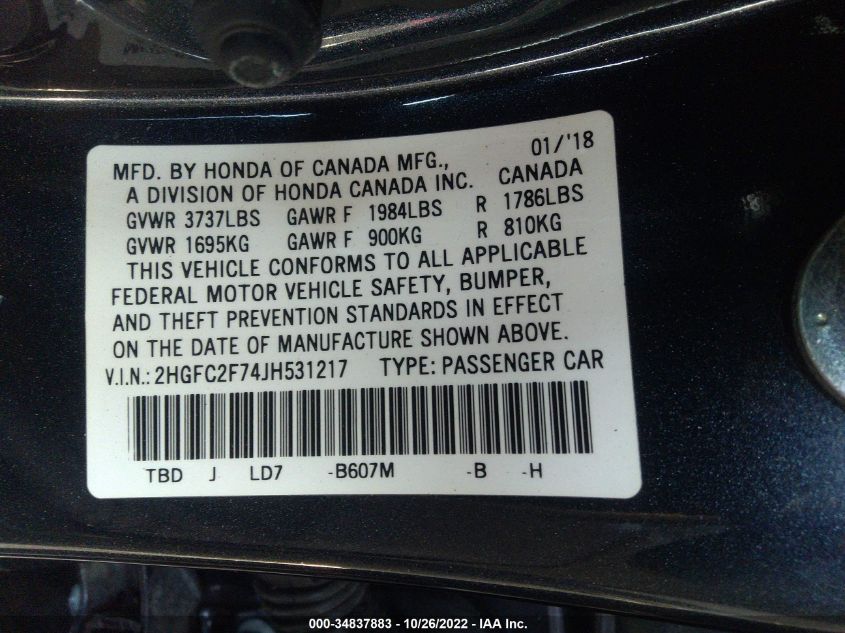 MFD. BY HONDA OF CANADA MFG., 01/'18
A DIVISION OF HONDA CANADA INC. CANADA
GVWR 3737LBS GAWR F 1984LBS R 1786LBS
GVWR 1695KG GAWR F 900KG R 810KG
THIS VEHICLE CONFORMS TO ALL APPLICABLE
FEDERAL MOTOR VEHICLE SAFETY, BUMPER,
AND THEFT PREVENTION STANDARDS IN EFFECT
ON THE DATE OF MANUFACTURE SHOWN ABOVE.
V.I.N.: 2HGFC2F74JH531217 TYPE: PASSENGER CAR
TBD J LD7 -B607M -B -H
000-34837883 - 10/26/2022 - IAA Inc.